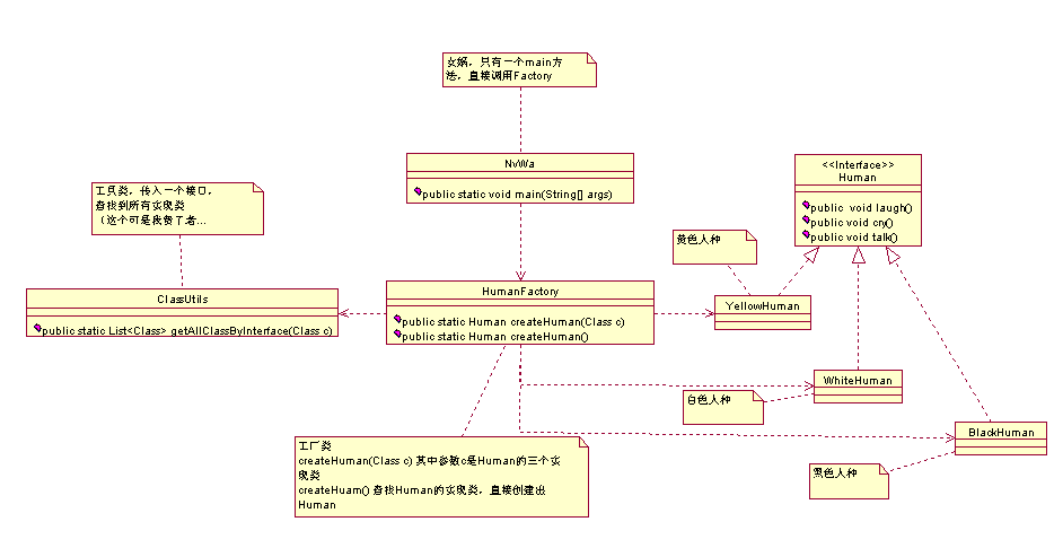 女娲，只有一个main方
法，直接调用Factory
NvWa
public static void main(String[] args)
<<Interface>>
Human
public void laugh()
public void cry()
public void talk()
工具类，传入一个接口，
查找到所有实现类
（这个可是我费了老...
黄色人种
ClassUtils
public static List<Class> getAllClassByInterface(Class c)
HumanFactory
public static Human createHuman(Class c)
public static Human createHuman()
YellowHuman
WhiteHuman
白色人种
BlackHuman
黑色人种
工厂类
createHuman(Class c) 其中参数c是Human的三个实
现类
createHuam() 查找Human的实现类，直接创建出
Human